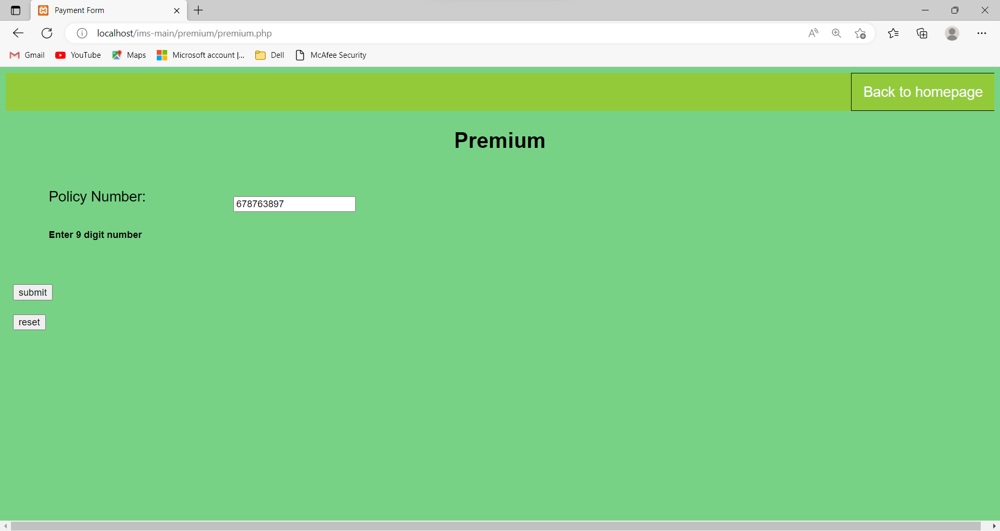 Payment Form
localhost/ims-main/premium/premium.php
Gmail YouTube Maps Microsoft account |... Dell McAfee Security
Back to homepage
Premium
Policy Number:
678763897
Enter 9 digit number
submit
reset